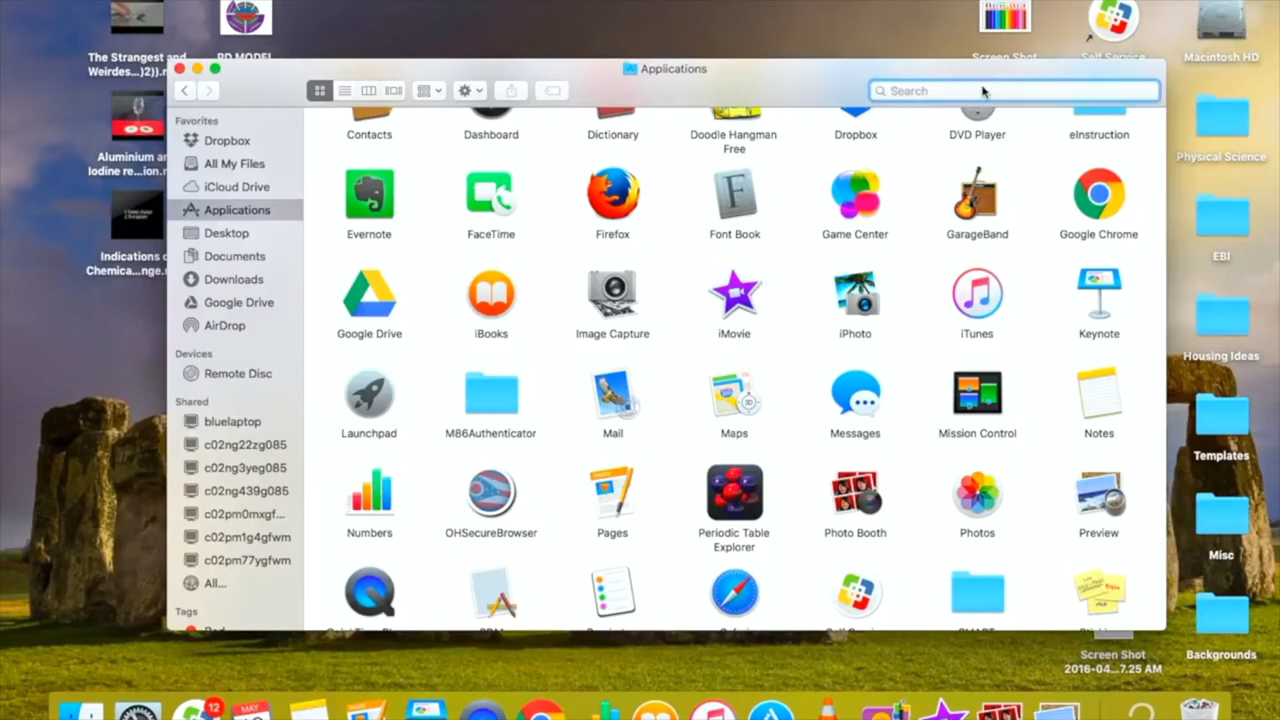 The Strangest and
Weirdes...)2)).m
Screen Shot
Self Service
Macintosh HD
Applications
Search
Favorites
Dropbox
All My Files
iCloud Drive
Applications
Desktop
Documents
Downloads
Google Drive
AirDrop
Devices
Remote Disc
Shared
bluelaptop
c02ng22zg085
c02ng3yeg085
c02ng439g085
c02pm0mxgf...
c02pm1g4gfwm
c02pm77ygfwm
All...
Tags
Contacts
Dashboard
Dictionary
Doodle Hangman
Free
Dropbox
DVD Player
eInstruction
Evernote
FaceTime
Firefox
Font Book
Game Center
GarageBand
Google Chrome
Google Drive
iBooks
Image Capture
iMovie
iPhoto
iTunes
Keynote
Launchpad
M86Authenticator
Mail
Maps
Messages
Mission Control
Notes
Numbers
OHSecureBrowser
Pages
Periodic Table
Explorer
Photo Booth
Photos
Preview
Aluminium an
Iodine re...ion.m
Indications o
Chemica...nge.m
Physical Science
EBI
Housing Ideas
Templates
Misc
Backgrounds
Screen Shot
2016-04...7.25 AM
12
MAY